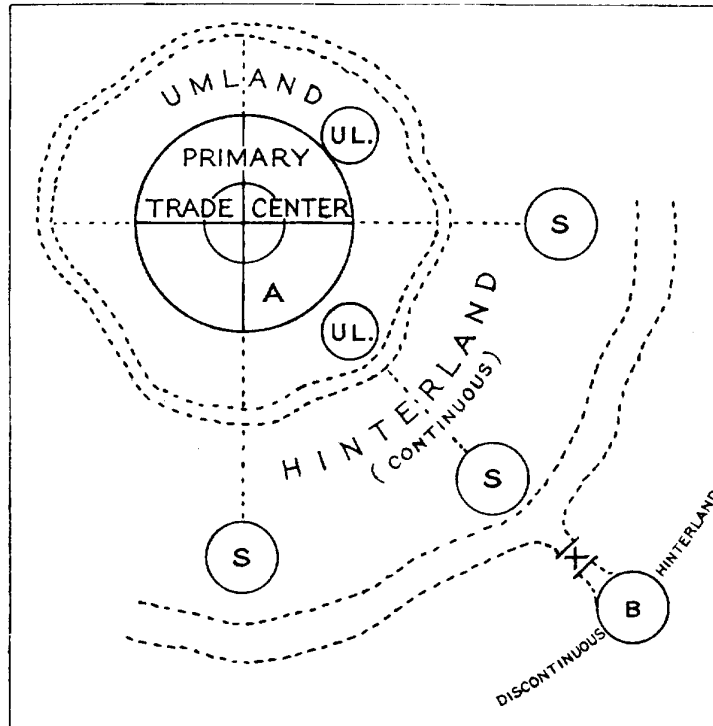 UMLAND
UL.
PRIMARY
TRADE CENTER
A
UL.
S
HINTERLAND
(CONTINUOUS)
S
S
X
HINTERLAND
B
DISCONTINUOUS